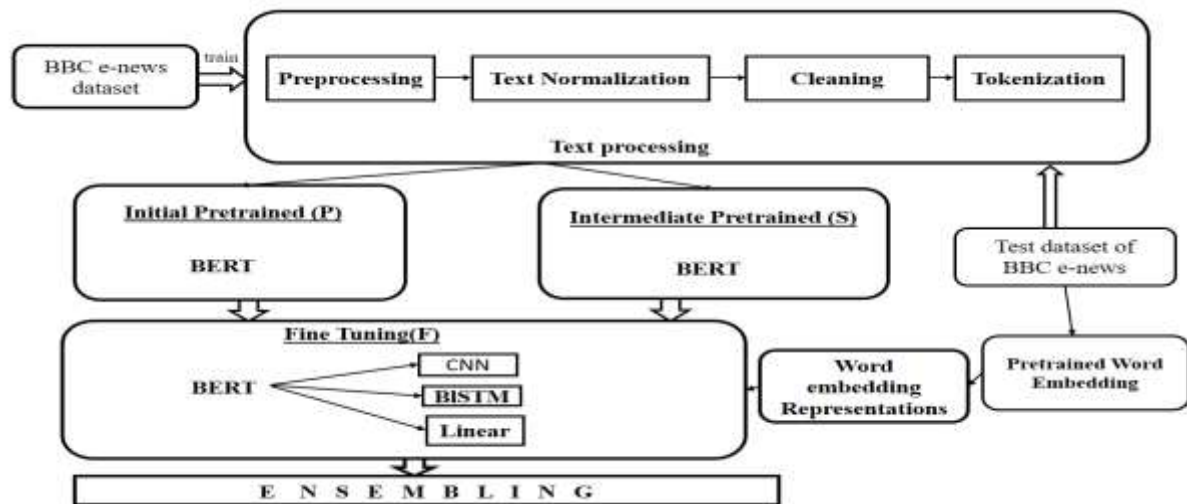 BBC e-news
dataset
train
Preprocessing
Text Normalization
Cleaning
Tokenization
Text processing
Initial Pretrained (P)
BERT
Intermediate Pretrained (S)
BERT
Test dataset of
BBC e-news
Fine Tuning(F)
BERT
CNN
BlSTM
Linear
Word
embedding
Representations
Pretrained Word
Embedding
E N S E M B L I N G